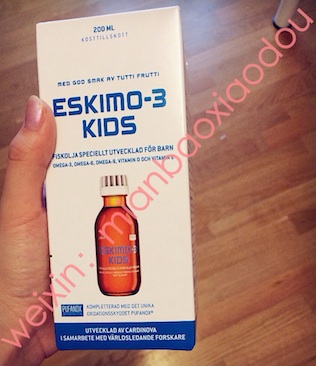 200 ML
KOSTTILLSKOTT
MED GOD SMAK AV TUTTI FRUTTI
ESKIMO-3
KIDS
FISKOLJA SPECIELLT UTVECKLAD FÖR BARN
OMEGA-3, OMEGA-6, OMEGA-9, VITAMIN D OCH VITAMIN E
ESKIMO-3
KIDS
PUFANOX
KOMPLETTERAD MED DET UNIKA
OXIDATIONSSKYDDET PUFANOX®
UTVECKLAD AV CARDINOVA
I SAMARBETE MED VÄRLDSLEDANDE FORSKARE
weixin: manbaoxiaodou